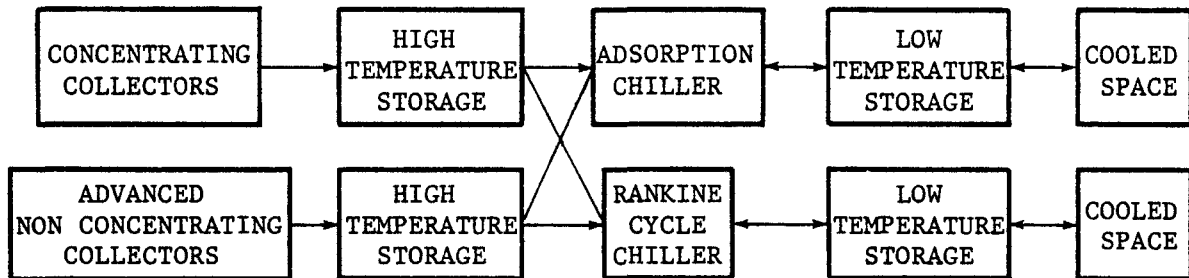 CONCENTRATING
COLLECTORS
HIGH
TEMPERATURE
STORAGE
ADSORPTION
CHILLER
LOW
TEMPERATURE
STORAGE
COOLED
SPACE
ADVANCED
NON CONCENTRATING
COLLECTORS
HIGH
TEMPERATURE
STORAGE
RANKINE
CYCLE
CHILLER
LOW
TEMPERATURE
STORAGE
COOLED
SPACE